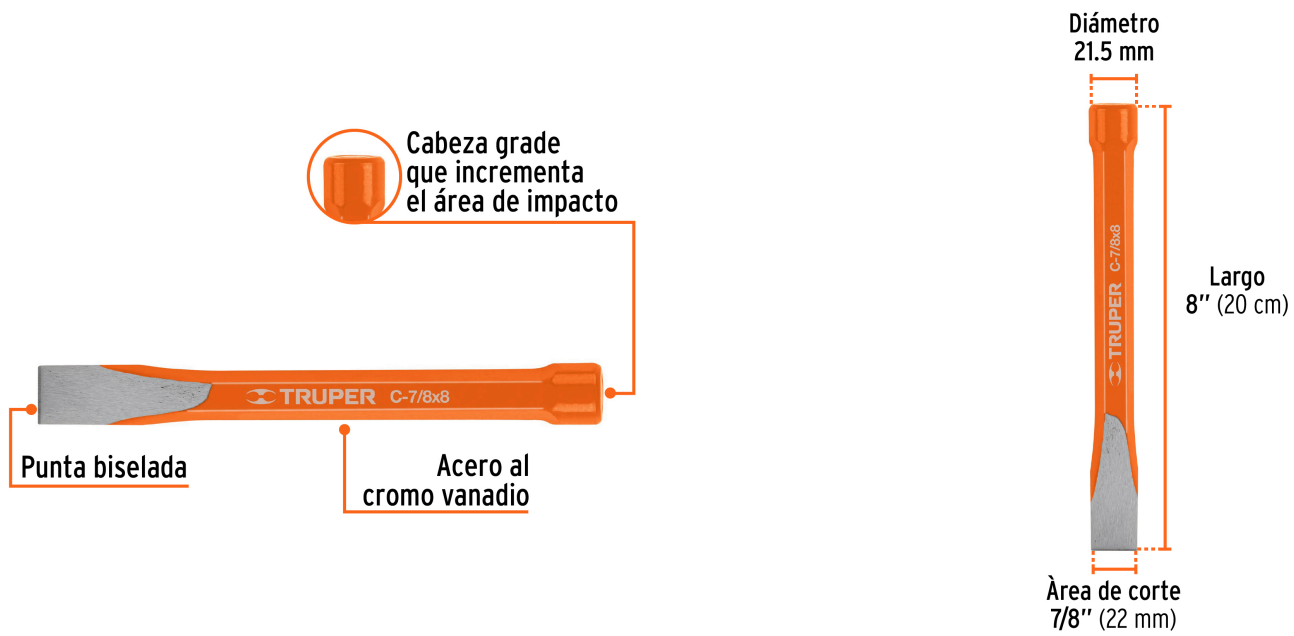 Cabeza grade
que incrementa
el área de impacto
TRUPER C-7/8x8
Punta biselada
Acero al
cromo vanadio
Diámetro
21.5 mm
TRUPER C-7/8x8
Largo
8’’ (20 cm)
Àrea de corte
7/8’’ (22 mm)